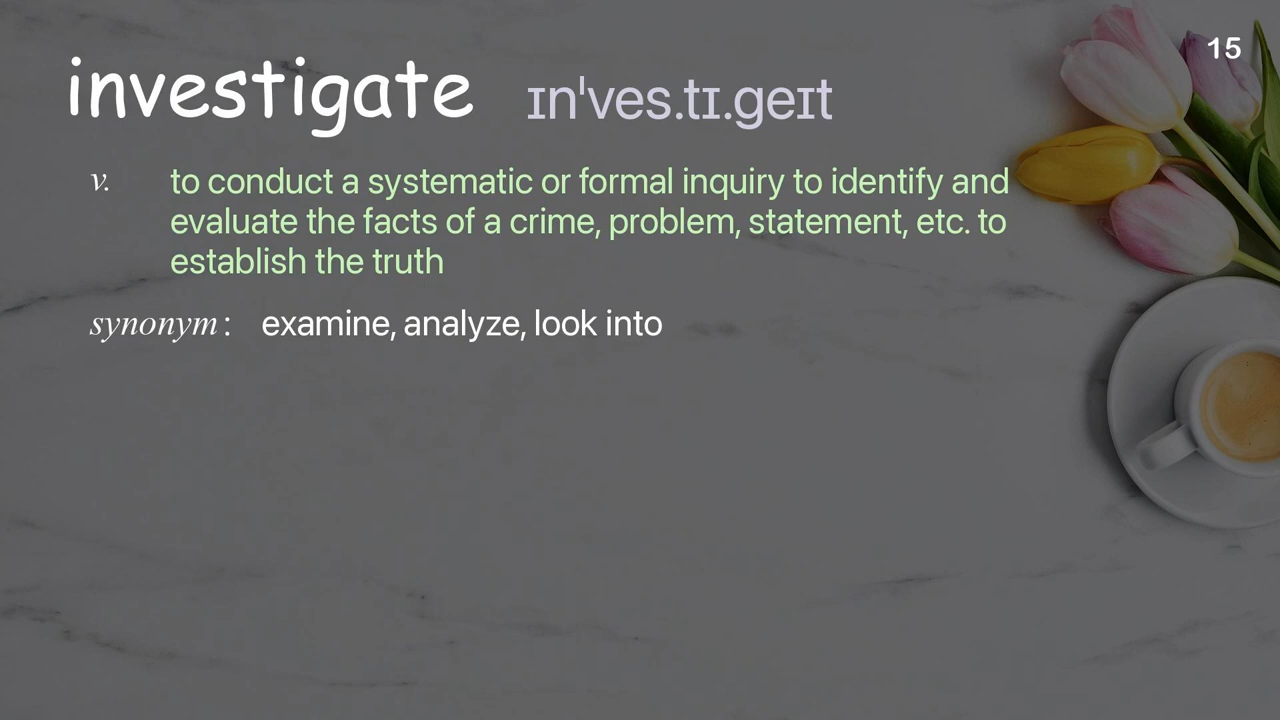 15
investigate ɪnˈves.tɪ.ɡeɪt
v. to conduct a systematic or formal inquiry to identify and
evaluate the facts of a crime, problem, statement, etc. to
establish the truth
synonym: examine, analyze, look into